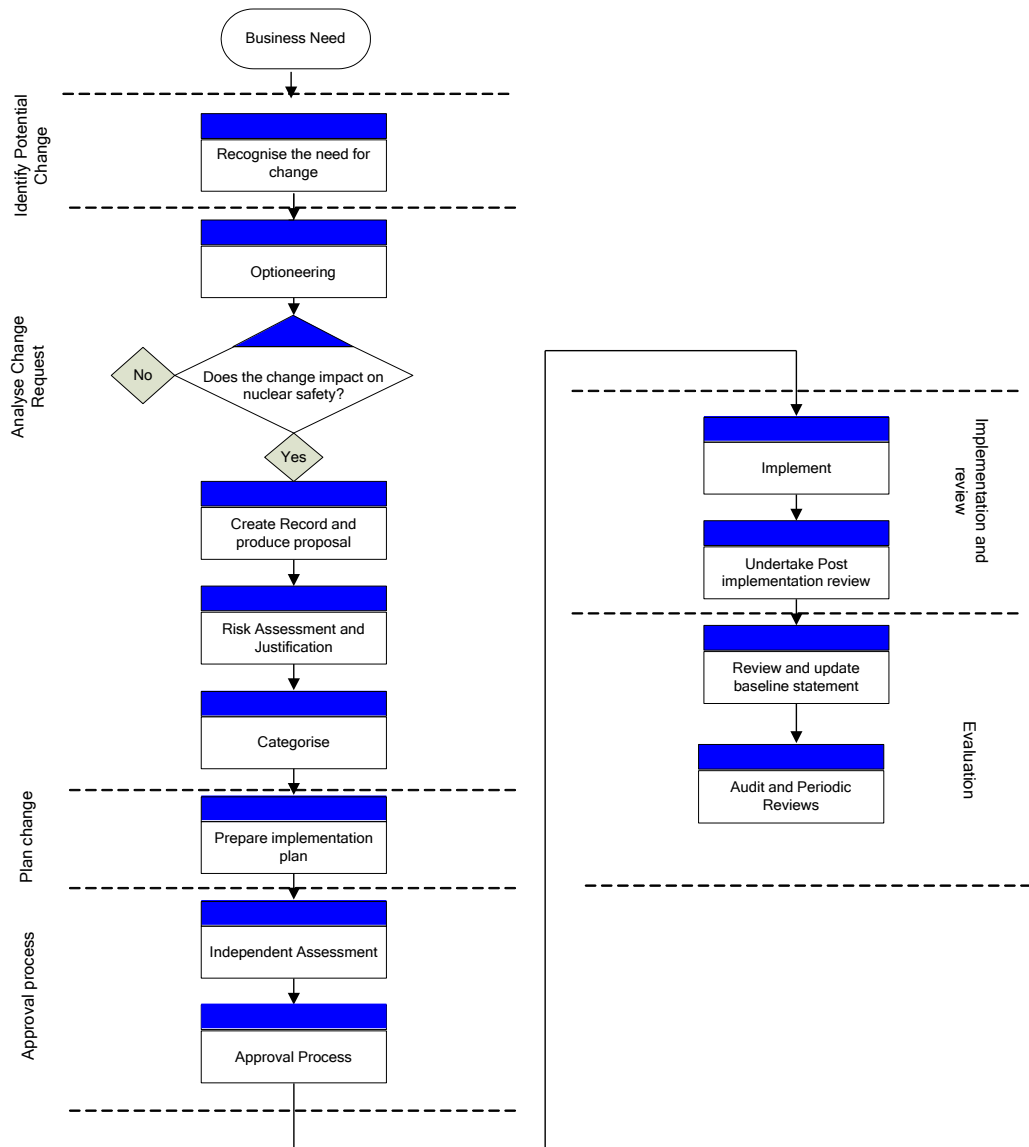 Business Need
Identify Potential
Change
Recognise the need for
change
Analyse Change
Request
Optioneering
Does the change impact on
nuclear safety?
No
Yes
Create Record and
produce proposal
Risk Assessment and
Justification
Categorise
Plan change
Prepare implementation
plan
Approval process
Independent Assessment
Approval Process
Implementation and
review
Implement
Undertake Post
implementation review
Evaluation
Review and update
baseline statement
Audit and Periodic
Reviews